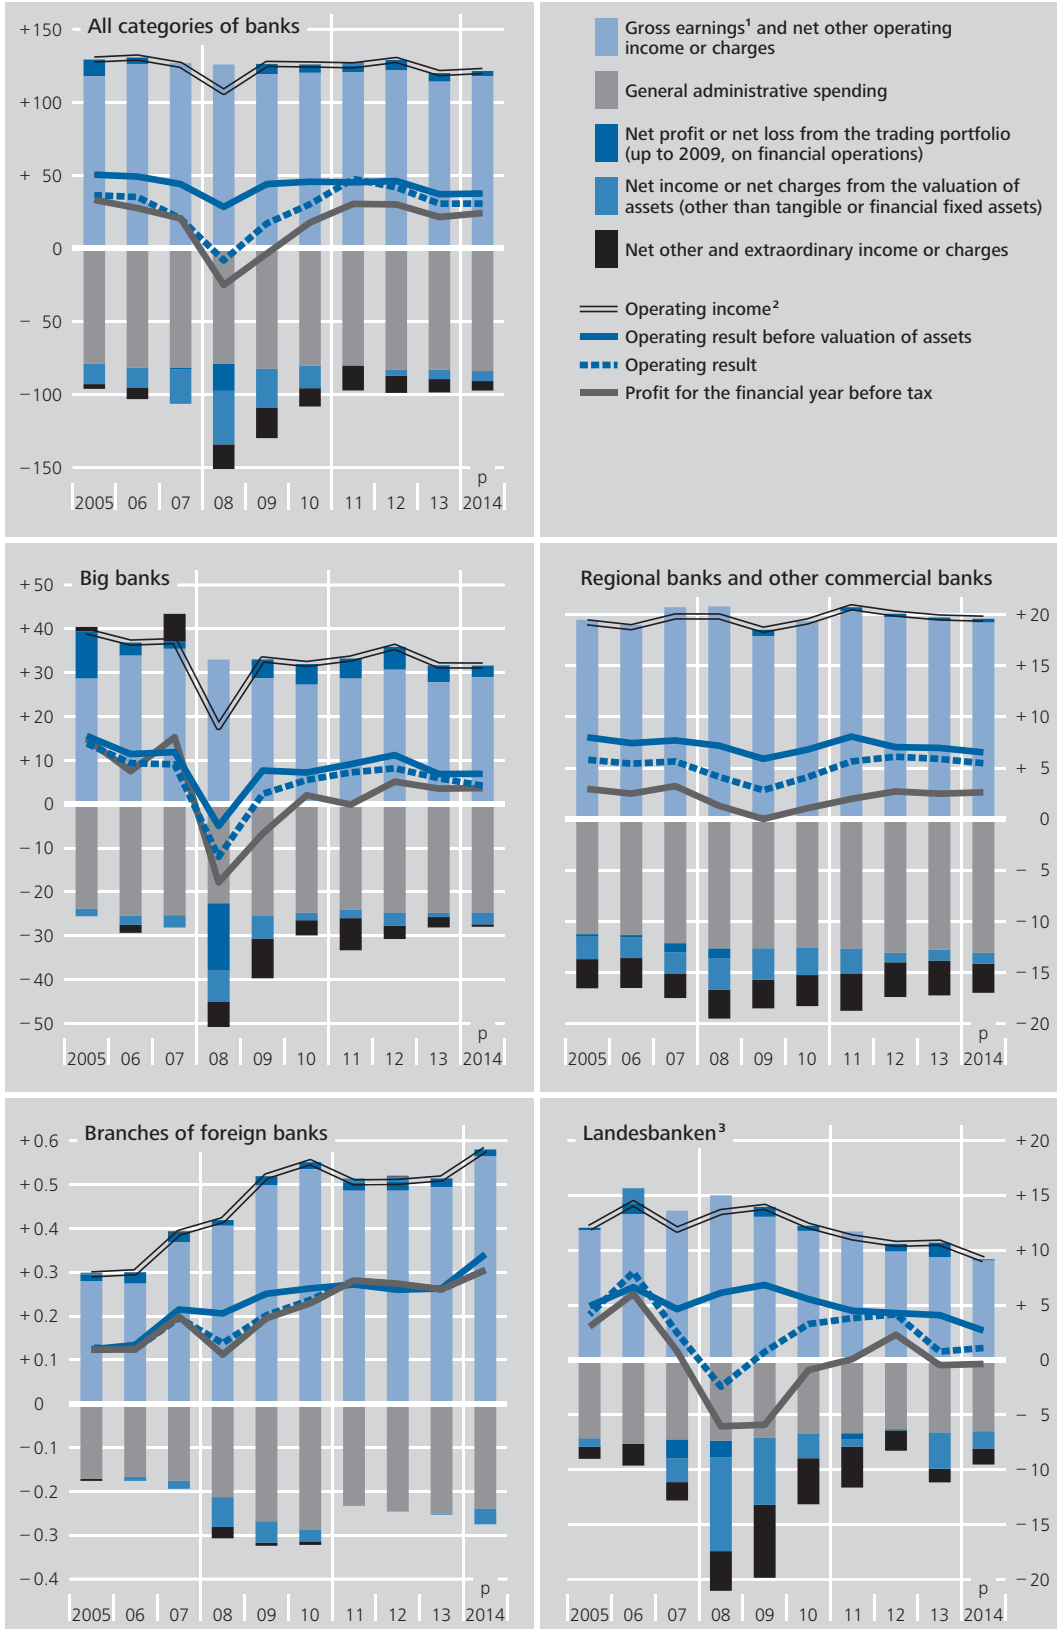 All categories of banks
+ 150
+ 100
+ 50
0
− 50
− 100
− 150
p
2005 06 07 08 09 10 11 12 13 2014
Gross earnings¹ and net other operating
income or charges
General administrative spending
Net profit or net loss from the trading portfolio
(up to 2009, on financial operations)
Net income or net charges from the valuation of
assets (other than tangible or financial fixed assets)
Net other and extraordinary income or charges
Operating income²
Operating result before valuation of assets
Operating result
Profit for the financial year before tax
Big banks
+ 50
+ 40
+ 30
+ 20
+ 10
0
− 10
− 20
− 30
− 40
− 50
p
2005 06 07 08 09 10 11 12 13 2014
Regional banks and other commercial banks
+ 20
+ 15
+ 10
+ 5
0
− 5
− 10
− 15
− 20
p
2005 06 07 08 09 10 11 12 13 2014
Branches of foreign banks
+ 0.6
+ 0.5
+ 0.4
+ 0.3
+ 0.2
+ 0.1
0
− 0.1
− 0.2
− 0.3
− 0.4
p
2005 06 07 08 09 10 11 12 13 2014
Landesbanken³
+ 20
+ 15
+ 10
+ 5
0
− 5
− 10
− 15
− 20
p
2005 06 07 08 09 10 11 12 13 2014